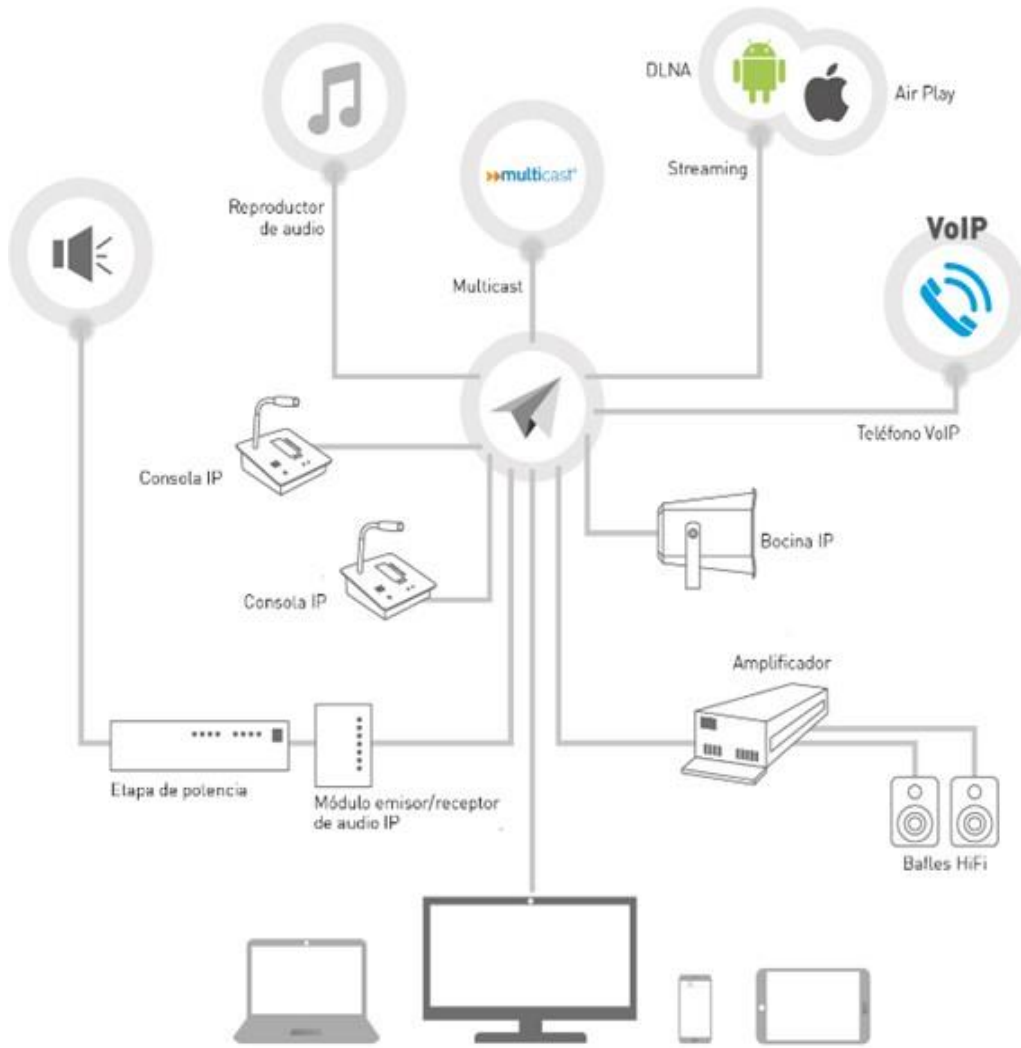 DLNA
Air Play
Streaming
Reproductor
de audio
multicast
Multicast
VoIP
Teléfono VoIP
Consola IP
Consola IP
Bocina IP
Amplificador
Etapa de potencia
Módulo emisor/receptor
de audio IP
Bafles HiFi